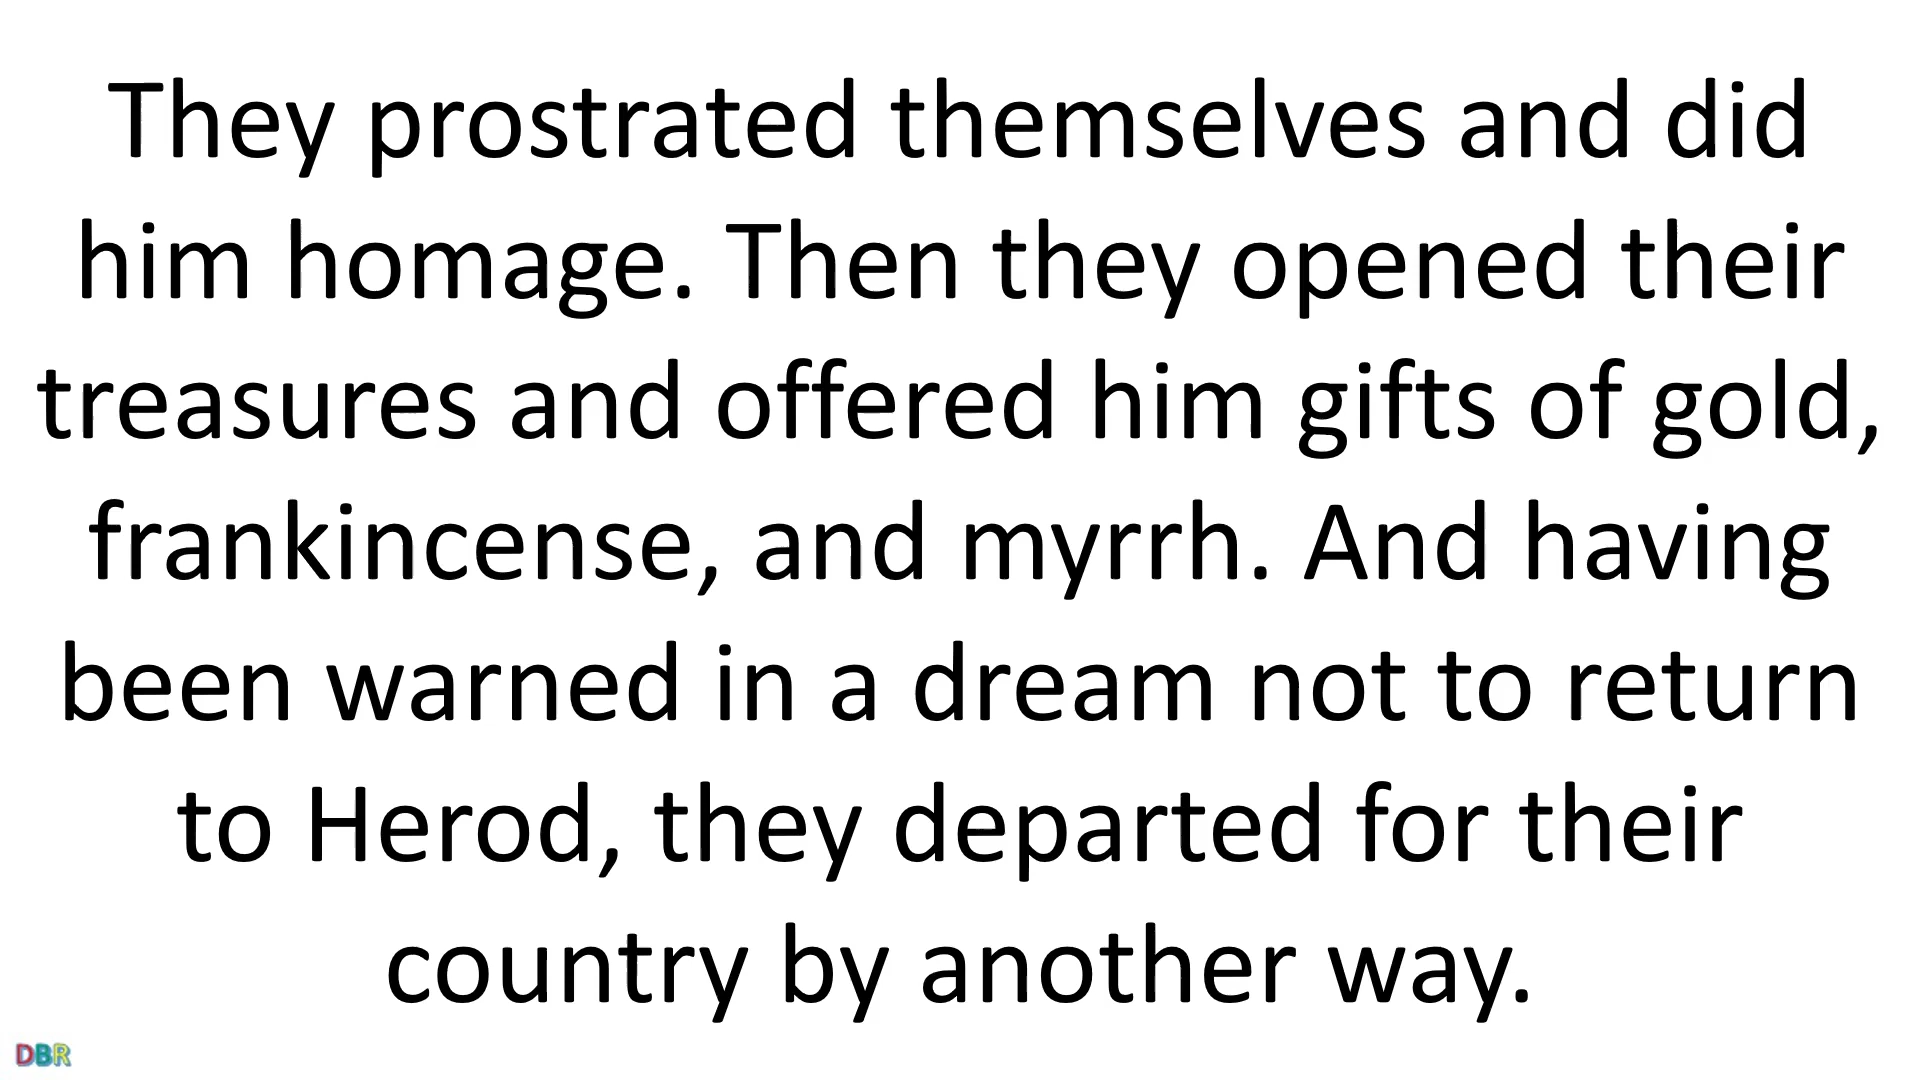 They prostrated themselves and did
him homage. Then they opened their
treasures and offered him gifts of gold,
frankincense, and myrrh. And having
been warned in a dream not to return
to Herod, they departed for their
country by another way.
DBR